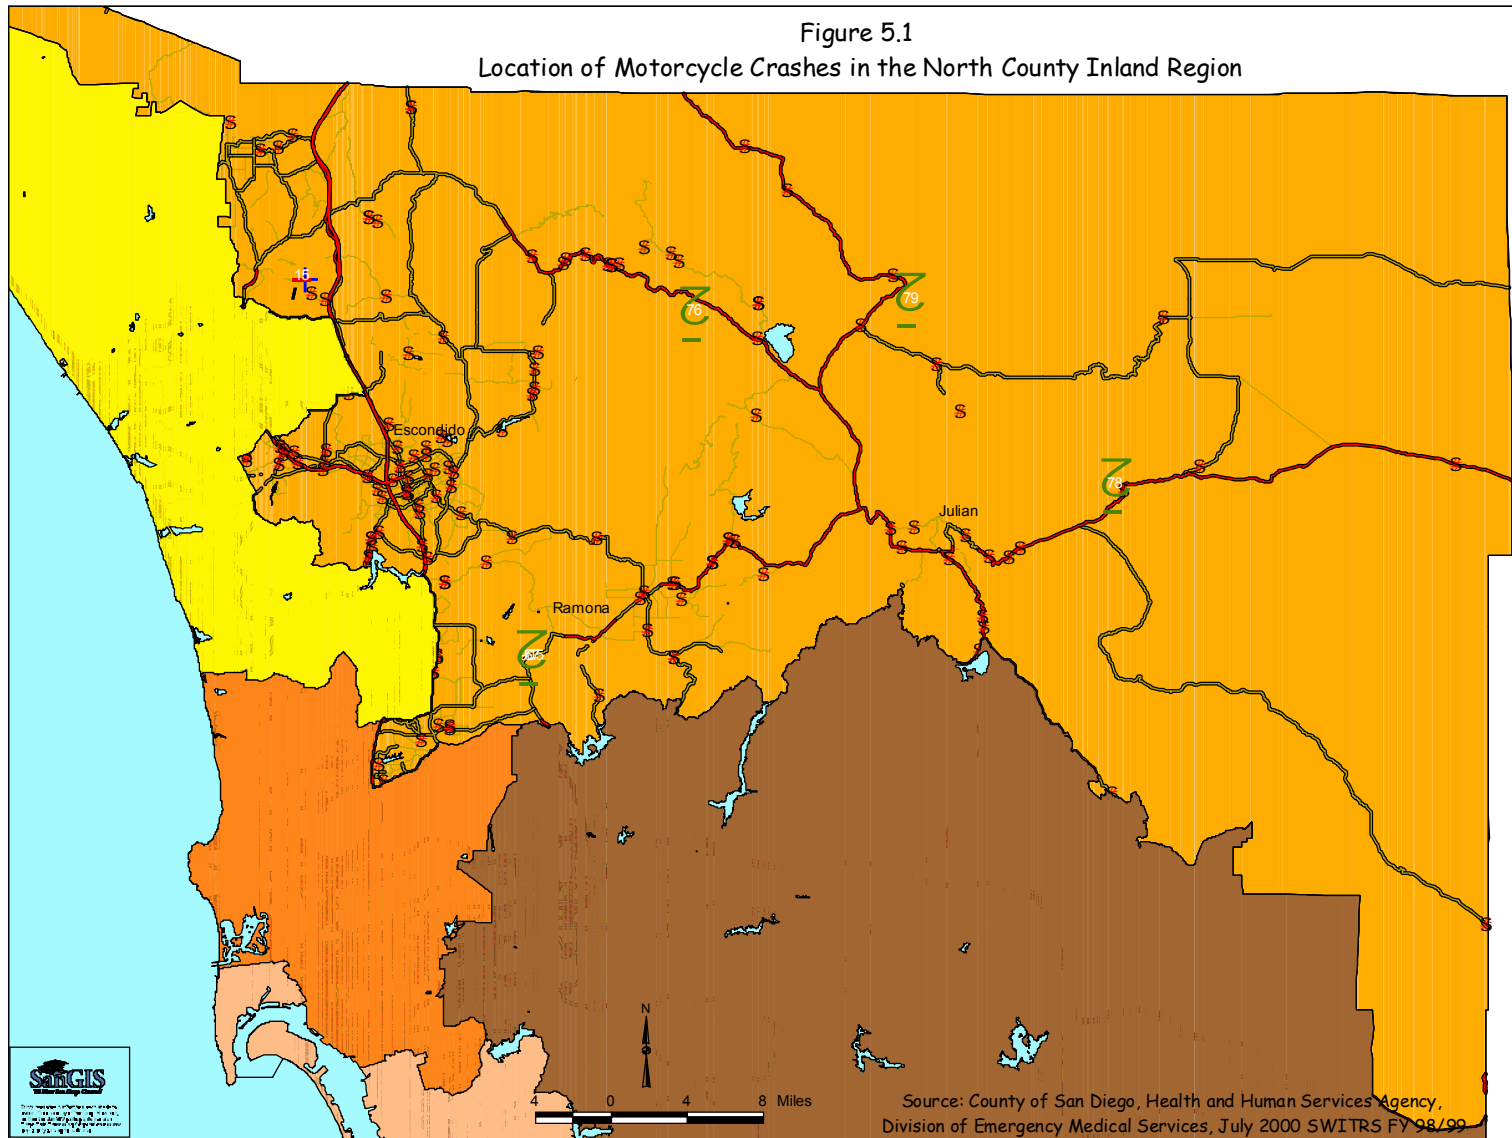 Figure 5.1
Location of Motorcycle Crashes in the North County Inland Region
15
79
76
Escondido
78
Julian
Ramona
N
4 0 4 8 Miles
SanGIS
Source: County of San Diego, Health and Human Services Agency,
Division of Emergency Medical Services, July 2000 SWITRS FY 98/99